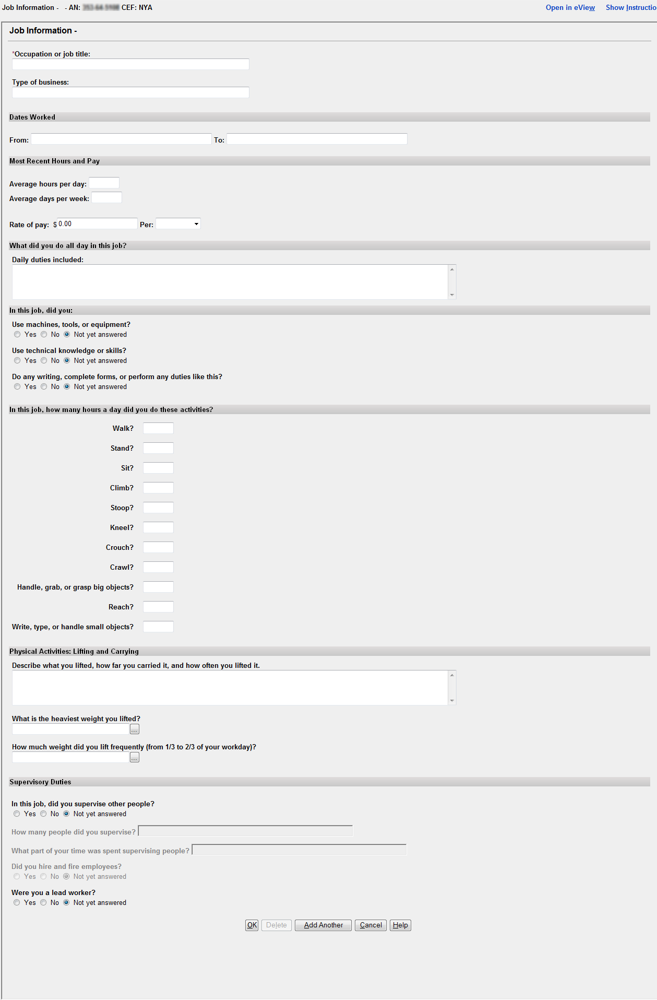 Job Information - - AN: CEF: NYA Open in eView Show Instructio
Job Information -
*Occupation or job title:
Type of business:
Dates Worked
From: To:
Most Recent Hours and Pay
Average hours per day:
Average days per week:
Rate of pay: $ 0.00 Per:
What did you do all day in this job?
Daily duties included:
In this job, did you:
Use machines, tools, or equipment?
Yes No Not yet answered
Use technical knowledge or skills?
Yes No Not yet answered
Do any writing, complete forms, or perform any duties like this?
Yes No Not yet answered
In this job, how many hours a day did you do these activities?
Walk?
Stand?
Sit?
Climb?
Stoop?
Kneel?
Crouch?
Crawl?
Handle, grab, or grasp big objects?
Reach?
Write, type, or handle small objects?
Physical Activities: Lifting and Carrying
Describe what you lifted, how far you carried it, and how often you lifted it.
What is the heaviest weight you lifted?
...
How much weight did you lift frequently (from 1/3 to 2/3 of your workday)?
...
Supervisory Duties
In this job, did you supervise other people?
Yes No Not yet answered
How many people did you supervise?
What part of your time was spent supervising people?
Did you hire and fire employees?
Yes No Not yet answered
Were you a lead worker?
Yes No Not yet answered
OK Delete Add Another Cancel Help